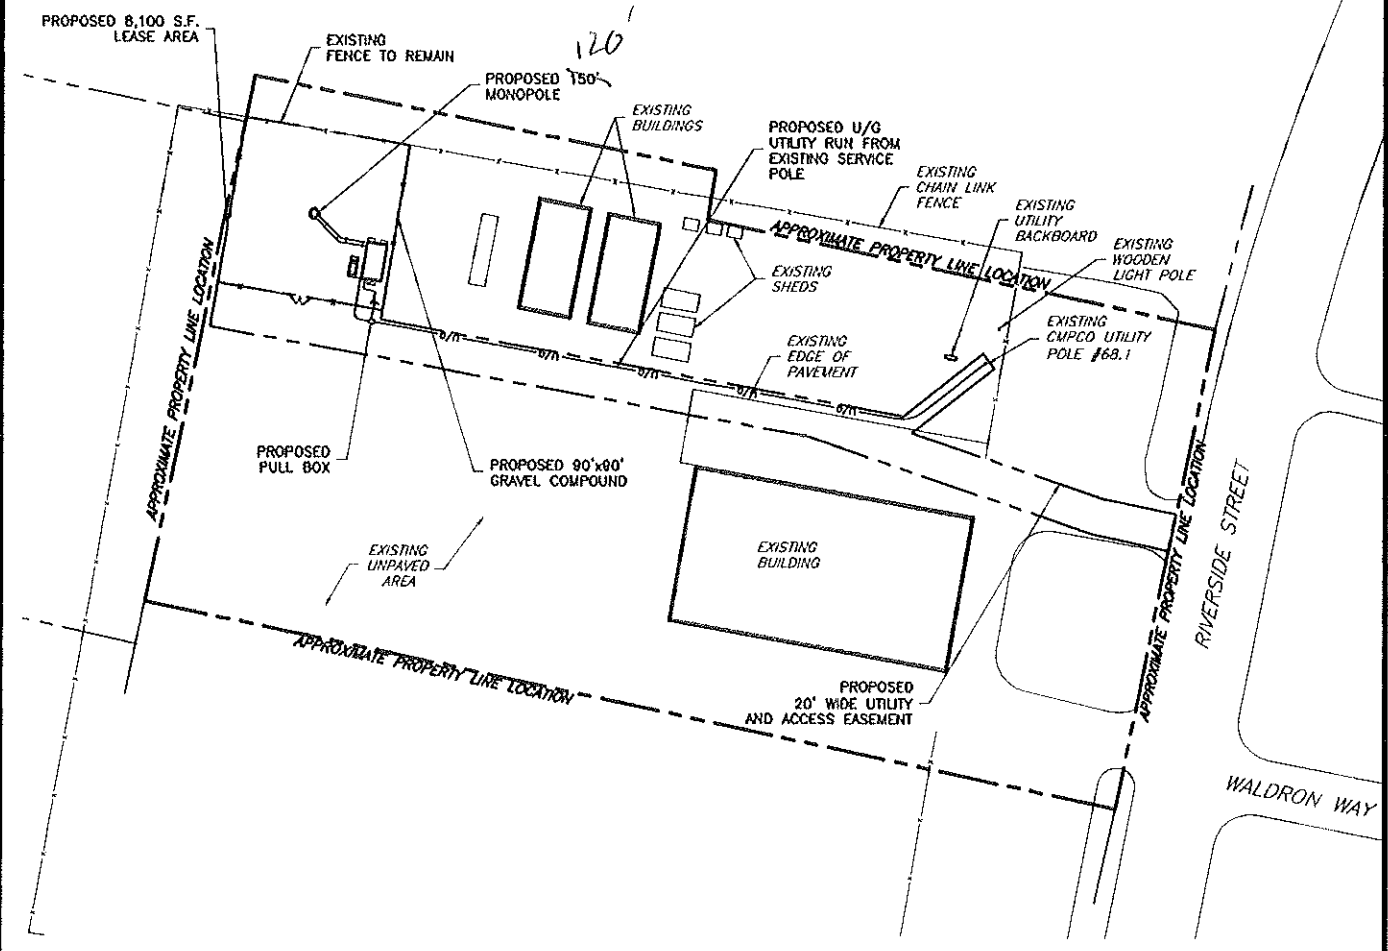 PROPOSED 8,100 S.F.
LEASE AREA
EXISTING
FENCE TO REMAIN
120'
PROPOSED 150'
MONOPOLE
EXISTING
BUILDINGS
PROPOSED U/G
UTILITY RUN FROM
EXISTING SERVICE
POLE
EXISTING
CHAIN LINK
FENCE
EXISTING
UTILITY
BACKBOARD
EXISTING
WOODEN
LIGHT POLE
APPROXIMATE PROPERTY LINE LOCATION
EXISTING
SHEDS
EXISTING
CMPCO UTILITY
POLE #68.1
EXISTING
EDGE OF
PAVEMENT
APPROXIMATE PROPERTY LINE LOCATION
PROPOSED
PULL BOX
PROPOSED 90'x90'
GRAVEL COMPOUND
EXISTING
UNPAVED
AREA
EXISTING
BUILDING
APPROXIMATE PROPERTY LINE LOCATION
RIVERSIDE STREET
APPROXIMATE PROPERTY LINE LOCATION
PROPOSED
20' WIDE UTILITY
AND ACCESS EASEMENT
WALDRON WAY